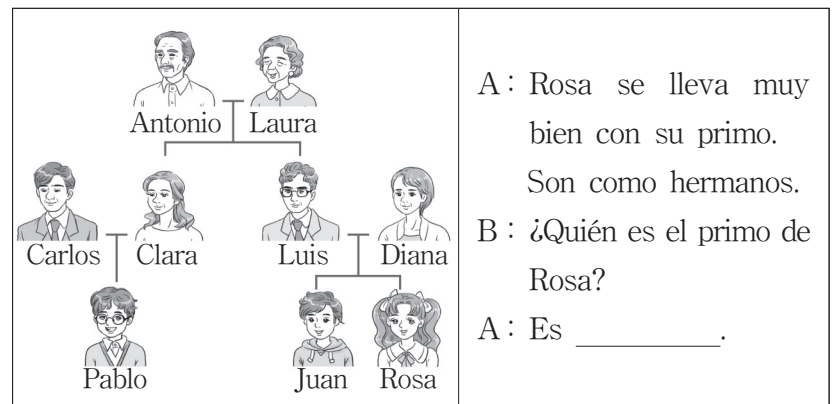 Antonio Laura
Carlos Clara Luis Diana
Pablo Juan Rosa
A : Rosa se lleva muy
bien con su primo.
Son como hermanos.
B : ¿Quién es el primo de
Rosa?
A : Es __________.